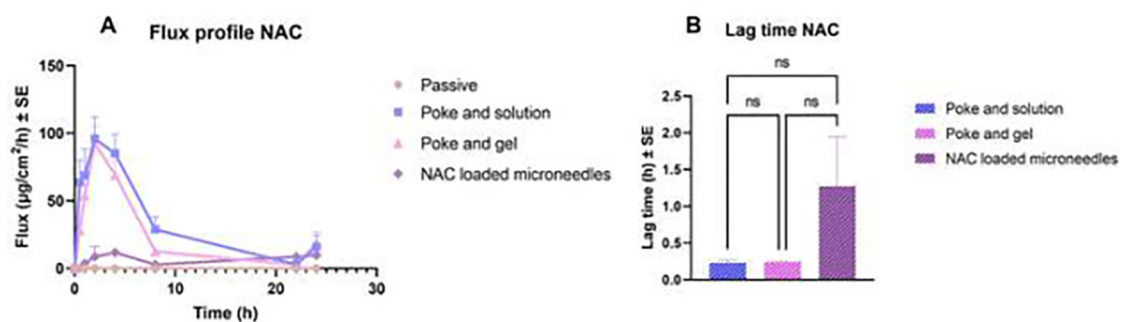 A
Flux profile NAC
Flux (µg/cm²/h) ± SE
150
100
50
0
0
10
20
30
Time (h)
Passive
Poke and solution
Poke and gel
NAC loaded microneedles
B
Lag time NAC
Lag time (h) ± SE
2.5
2.0
1.5
1.0
0.5
0.0
ns
ns
ns
Poke and solution
Poke and gel
NAC loaded microneedles